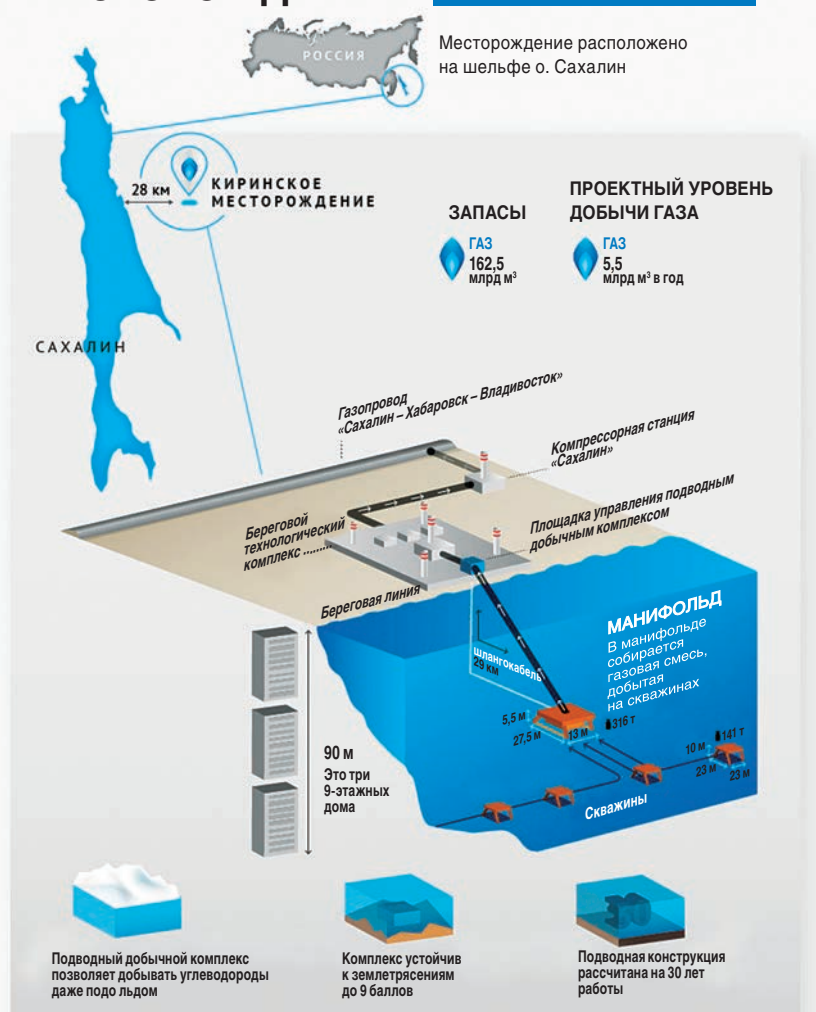 РОССИЯ
Месторождение расположено
на шельфе о. Сахалин
28 км
КИРИНСКОЕ
МЕСТОРОЖДЕНИЕ
САХАЛИН
ЗАПАСЫ
ГАЗ
162,5
млрд м³
ПРОЕКТНЫЙ УРОВЕНЬ
ДОБЫЧИ ГАЗА
ГАЗ
5,5
млрд м³ в год
Газопровод
«Сахалин – Хабаровск – Владивосток»
Компрессорная станция
«Сахалин»
Береговой
технологический
комплекс
Площадка управления подводным
добычным комплексом
Береговая линия
МАНИФОЛЬД
В манифольде
собирается
газовая смесь,
добытая
на скважинах
шлангокабель
29 км
5,5 м
27,5 м
13 м
316 т
141 т
10 м
23 м
23 м
Скважины
90 м
Это три
9-этажных
дома
Подводный добычной комплекс
позволяет добывать углеводороды
даже подо льдом
Комплекс устойчив
к землетрясениям
до 9 баллов
30
Подводная конструкция
рассчитана на 30 лет
работы